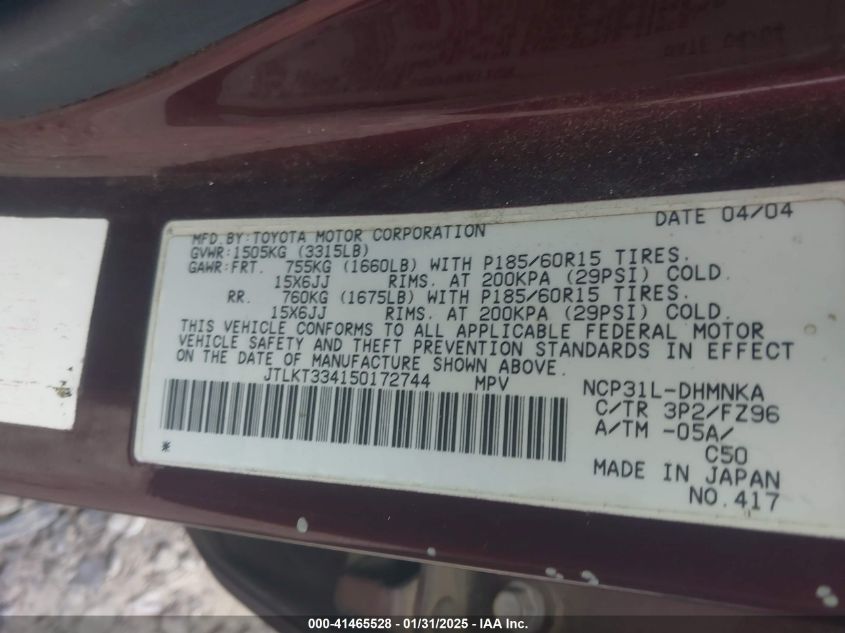 DATE 04/04
MFD. BY: TOYOTA MOTOR CORPORATION
GVWR: 1505KG (3315LB)
GAWR: FRT. 755KG (1660LB) WITH P185/60R15 TIRES.
15X6JJ RIMS. AT 200KPA (29PSI) COLD.
RR. 760KG (1675LB) WITH P185/60R15 TIRES.
15X6JJ RIMS. AT 200KPA (29PSI) COLD.
THIS VEHICLE CONFORMS TO ALL APPLICABLE FEDERAL MOTOR
VEHICLE SAFETY AND THEFT PREVENTION STANDARDS IN EFFECT
ON THE DATE OF MANUFACTURE SHOWN ABOVE.
JTLKT334150172744 MPV NCP31L-DHMNKA
C/TR 3P2/FZ96
A/TM -05A/
C50
* MADE IN JAPAN
NO. 417
000-41465528 - 01/31/2025 - IAA Inc.